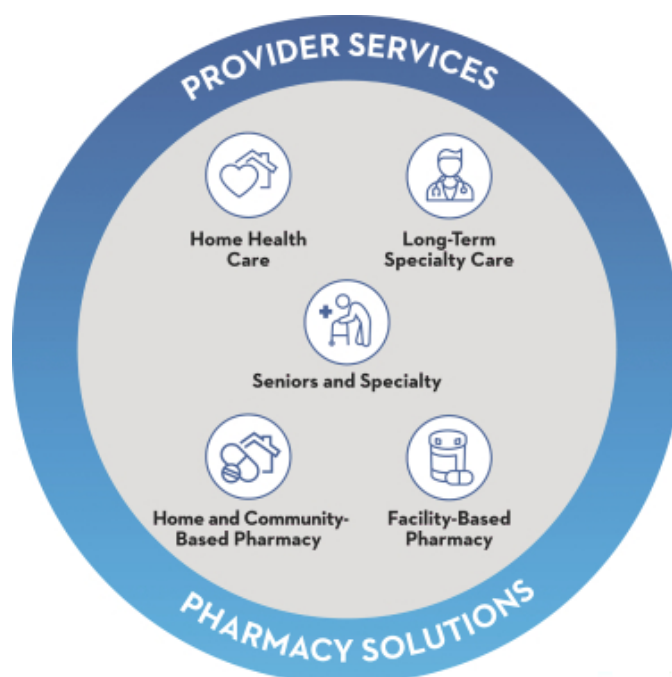 PROVIDER SERVICES
Home Health
Care
Long-Term
Specialty Care
Seniors and Specialty
Home and Community-
Based Pharmacy
Facility-Based
Pharmacy
PHARMACY SOLUTIONS